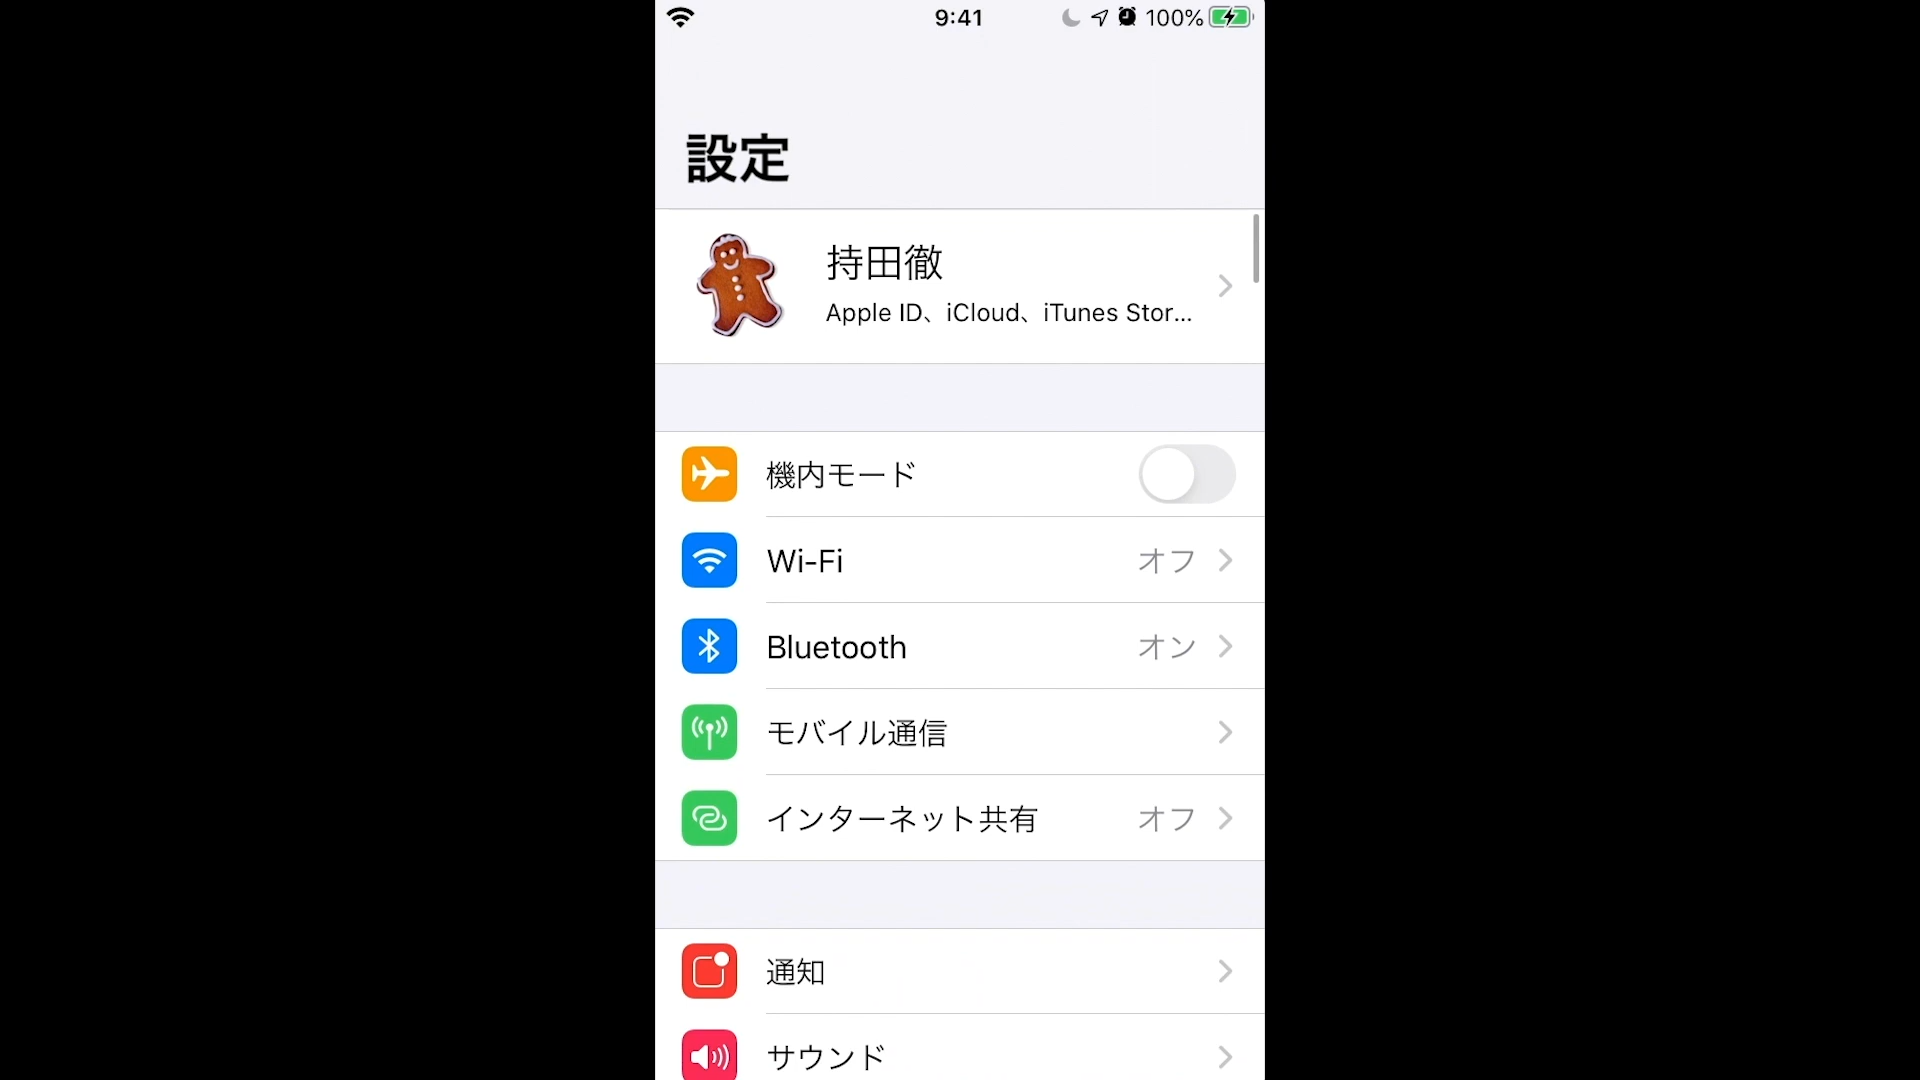 9:41
100%
設定
持田徹
Apple ID、iCloud、iTunes Stor...
機内モード
Wi-Fi オフ
Bluetooth オン
モバイル通信
インターネット共有 オフ
通知
サウンド